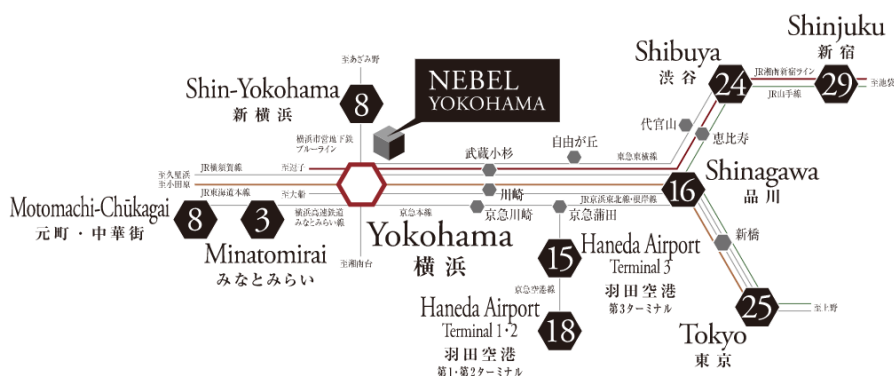 Shinjuku
新宿
Shibuya
渋谷
JR湘南新宿ライン
24
29
至池袋
JR山手線
至あざみ野
NEBEL
YOKOHAMA
Shin-Yokohama
新横浜
8
横浜市営地下鉄
ブルーライン
代官山
恵比寿
自由が丘
武蔵小杉
東急東横線
JR横須賀線
至逗子
至久里浜
至小田原
JR東海道本線
至大船
川崎
JR京浜東北線・根岸線
16
Shinagawa
品川
Motomachi-Chūkagai
元町・中華街
8
3
Minatomirai
みなとみらい
横浜高速鉄道
みなとみらい線
京急本線
京急川崎
京急蒲田
新橋
Yokohama
横浜
至湘南台
15
Haneda Airport
Terminal 3
羽田空港
第3ターミナル
京急空港線
Haneda Airport
Terminal 1・2
羽田空港
第1・第2ターミナル
18
25
至上野
Tokyo
東京